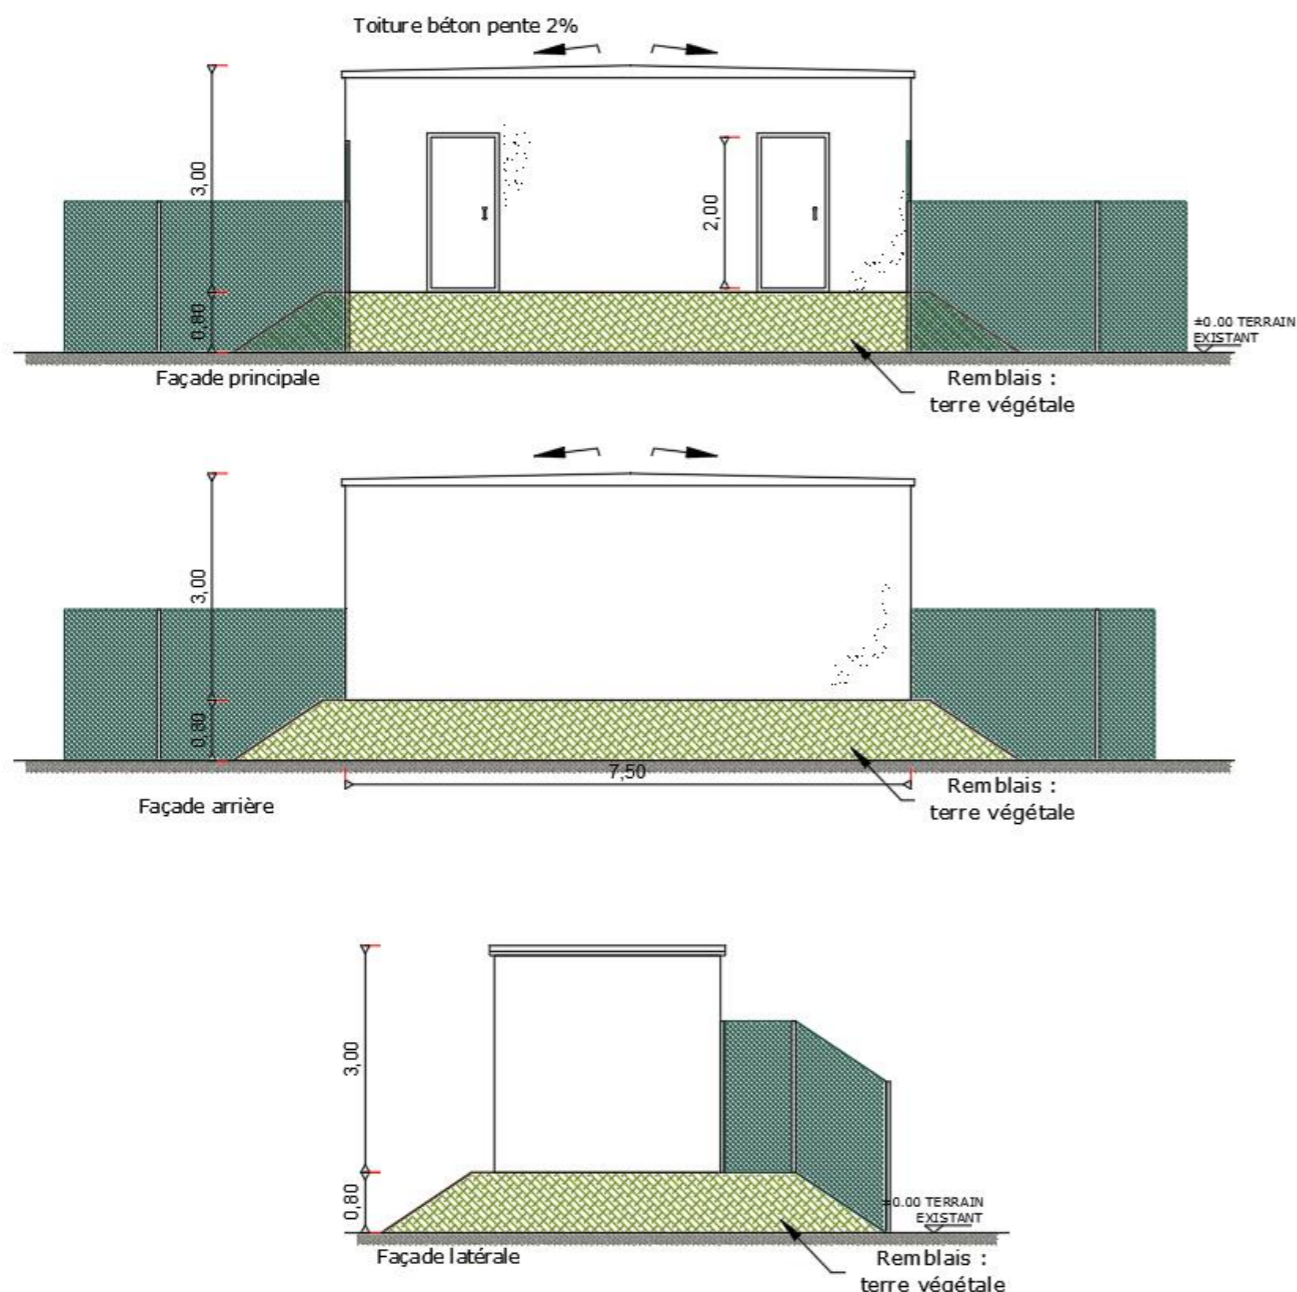 Toiture béton pente 2%
3,00
2,00
0,80
±0.00 TERRAIN
EXISTANT
Façade principale
Remblais :
terre végétale
3,00
0,80
7,50
Façade arrière
Remblais :
terre végétale
3,00
0,80
±0.00 TERRAIN
EXISTANT
Façade latérale
Remblais :
terre végétale